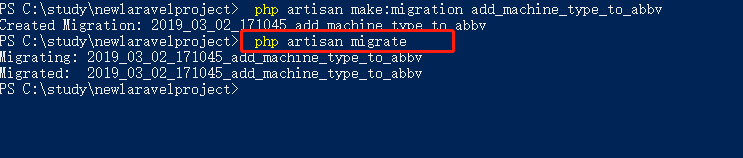 PS C:\study\newlaravelproject> php artisan make:migration add_machine_type_to_abbv
Created Migration: 2019_03_02_171045_add_machine_type_to_abbv
PS C:\study\newlaravelproject> php artisan migrate
Migrating: 2019_03_02_171045_add_machine_type_to_abbv
Migrated:  2019_03_02_171045_add_machine_type_to_abbv
PS C:\study\newlaravelproject>